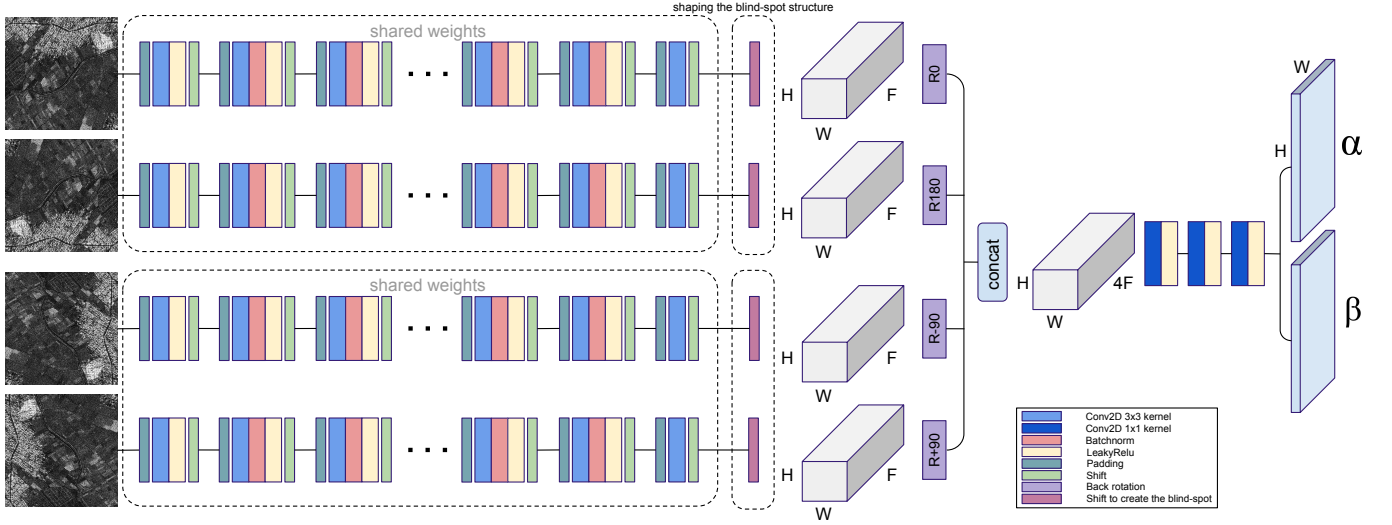 shaping the blind-spot structure
shared weights
H
W
F
R0
H
W
F
R180
shared weights
H
W
F
R-90
H
W
F
R+90
concat
H
W
4F
W
H
α
β
Conv2D 3x3 kernel
Conv2D 1x1 kernel
Batchnorm
LeakyRelu
Padding
Shift
Back rotation
Shift to create the blind-spot